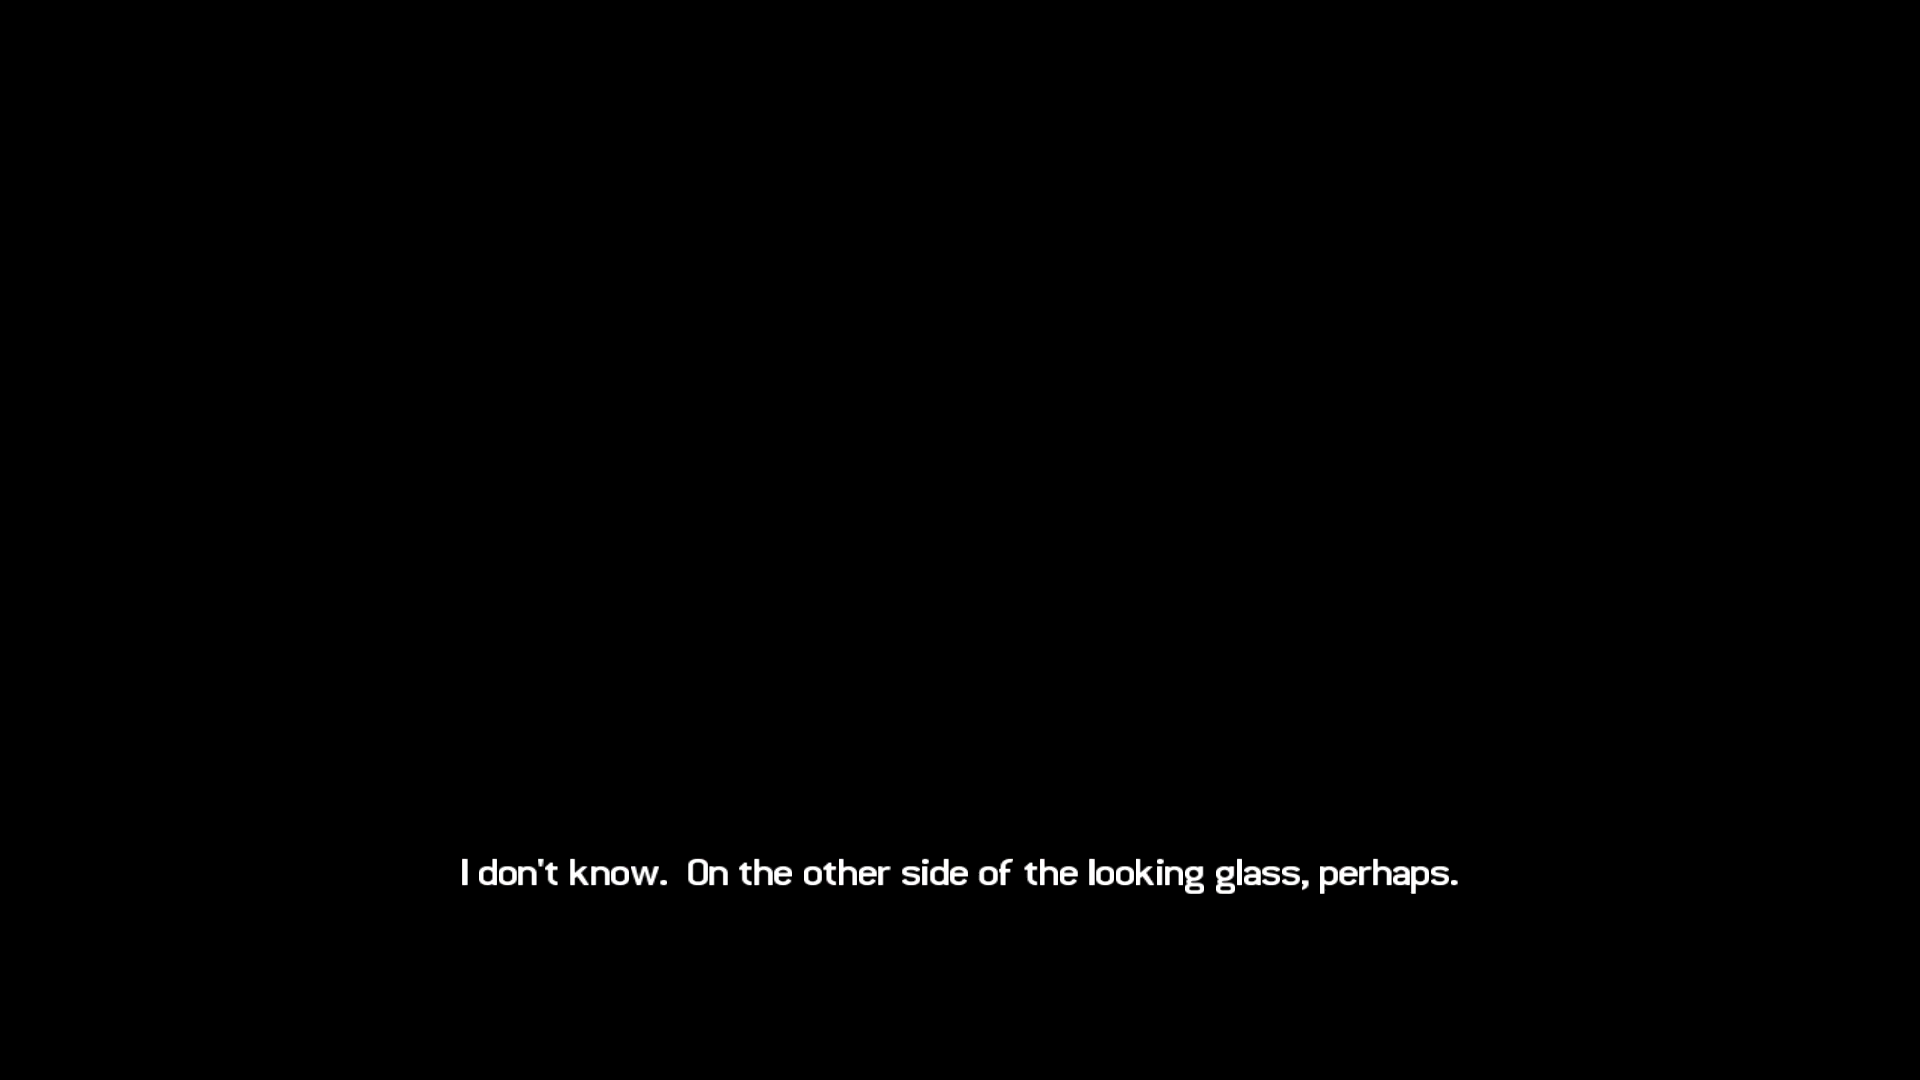 I don't know.  On the other side of the looking glass, perhaps.